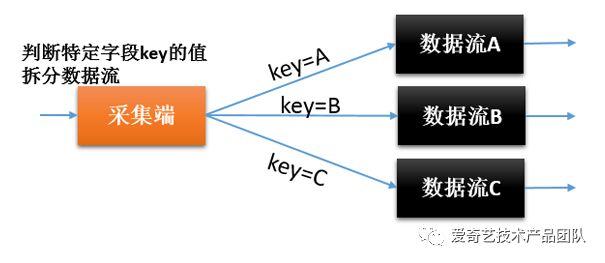 判断特定字段key的值
拆分数据流
采集端
key=A
key=B
key=C
数据流A
数据流B
数据流C
爱奇艺技术产品团队